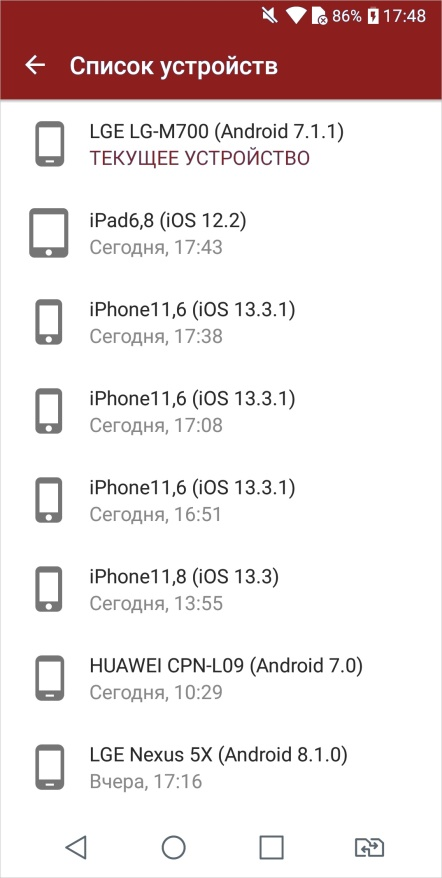 86% 17:48
Список устройств
LGE LG-M700 (Android 7.1.1)
ТЕКУЩЕЕ УСТРОЙСТВО
iPad6,8 (iOS 12.2)
Сегодня, 17:43
iPhone11,6 (iOS 13.3.1)
Сегодня, 17:38
iPhone11,6 (iOS 13.3.1)
Сегодня, 17:08
iPhone11,6 (iOS 13.3.1)
Сегодня, 16:51
iPhone11,8 (iOS 13.3)
Сегодня, 13:55
HUAWEI CPN-L09 (Android 7.0)
Сегодня, 10:29
LGE Nexus 5X (Android 8.1.0)
Вчера, 17:16